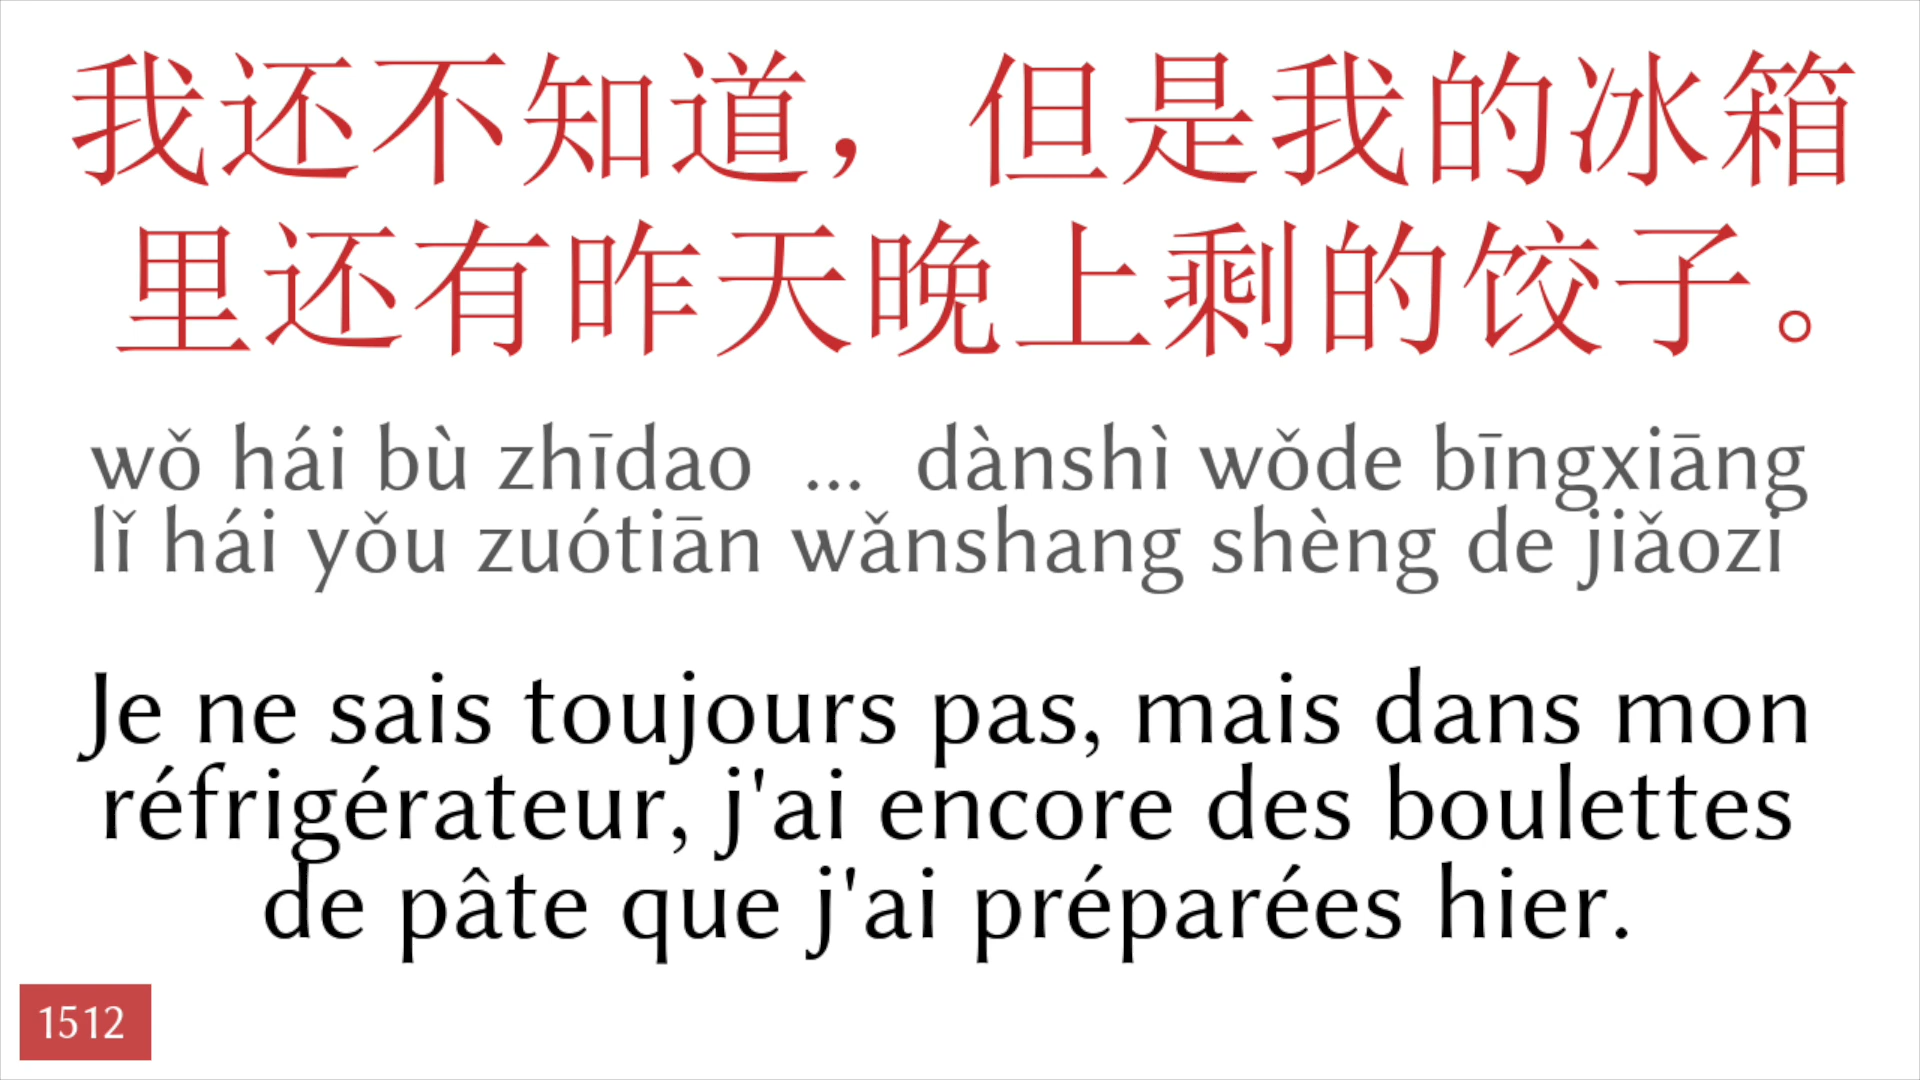 我还不知道，但是我的冰箱
里还有昨天晚上剩的饺子。
wǒ hái bù zhīdao ... dànshì wǒde bīngxiāng
lǐ hái yǒu zuótiān wǎnshang shèng de jiǎozi
Je ne sais toujours pas, mais dans mon
réfrigérateur, j'ai encore des boulettes
de pâte que j'ai préparées hier.
1512